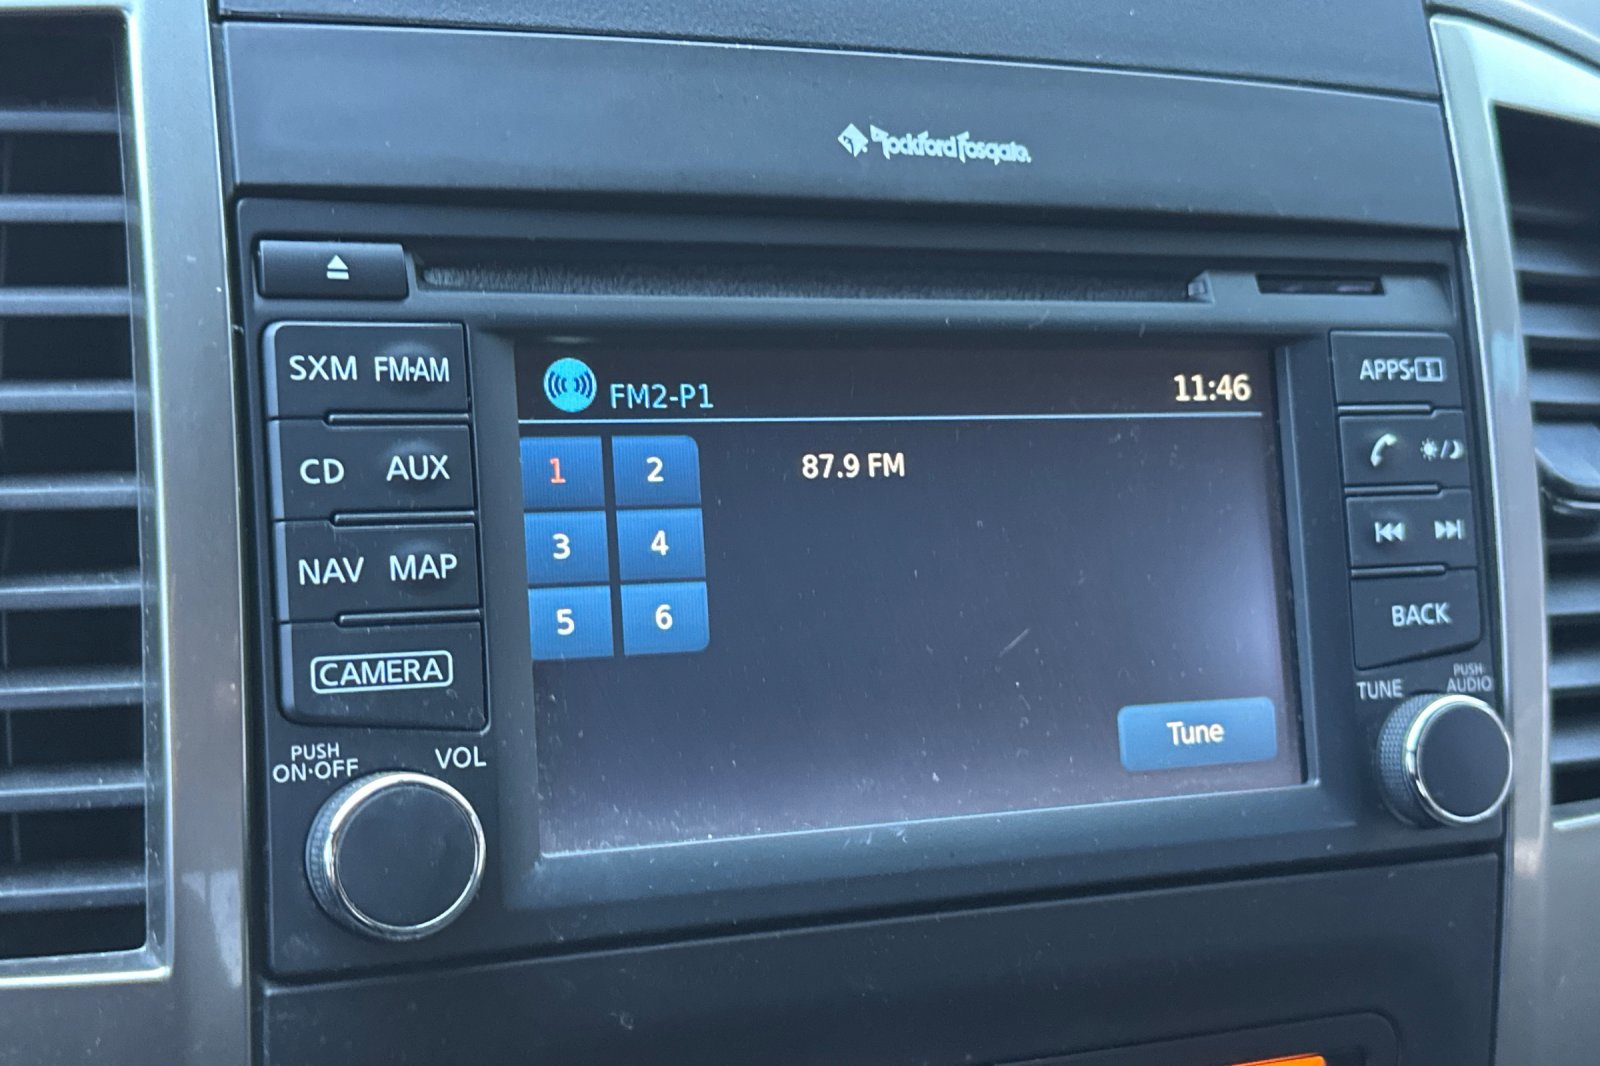 Rockford Fosgate
SXM FM·AM
CD AUX
NAV MAP
CAMERA
PUSH
ON·OFF
VOL
FM2-P1
11:46
1 2
3 4
5 6
87.9 FM
Tune
APPS·i
BACK
TUNE
PUSH
AUDIO